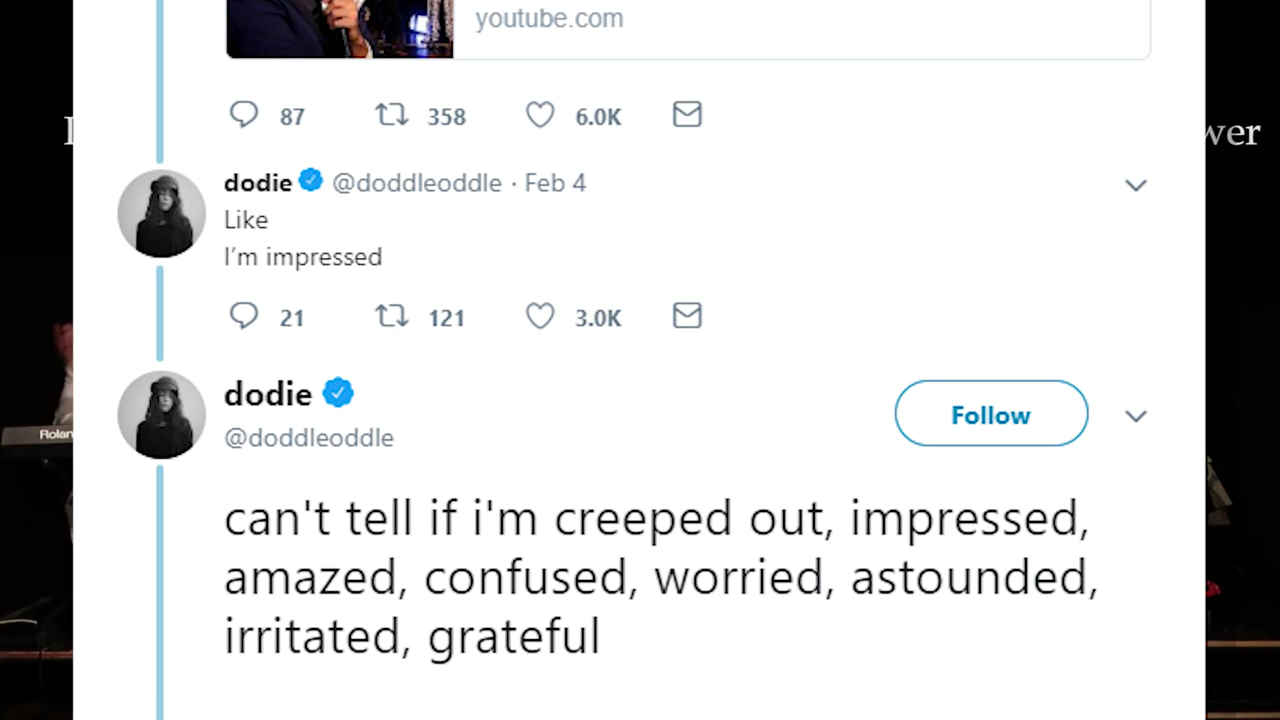 youtube.com
87 358 6.0K
dodie @doddleoddle · Feb 4
Like
I'm impressed
21 121 3.0K
dodie
@doddleoddle
Follow
can't tell if i'm creeped out, impressed,
amazed, confused, worried, astounded,
irritated, grateful